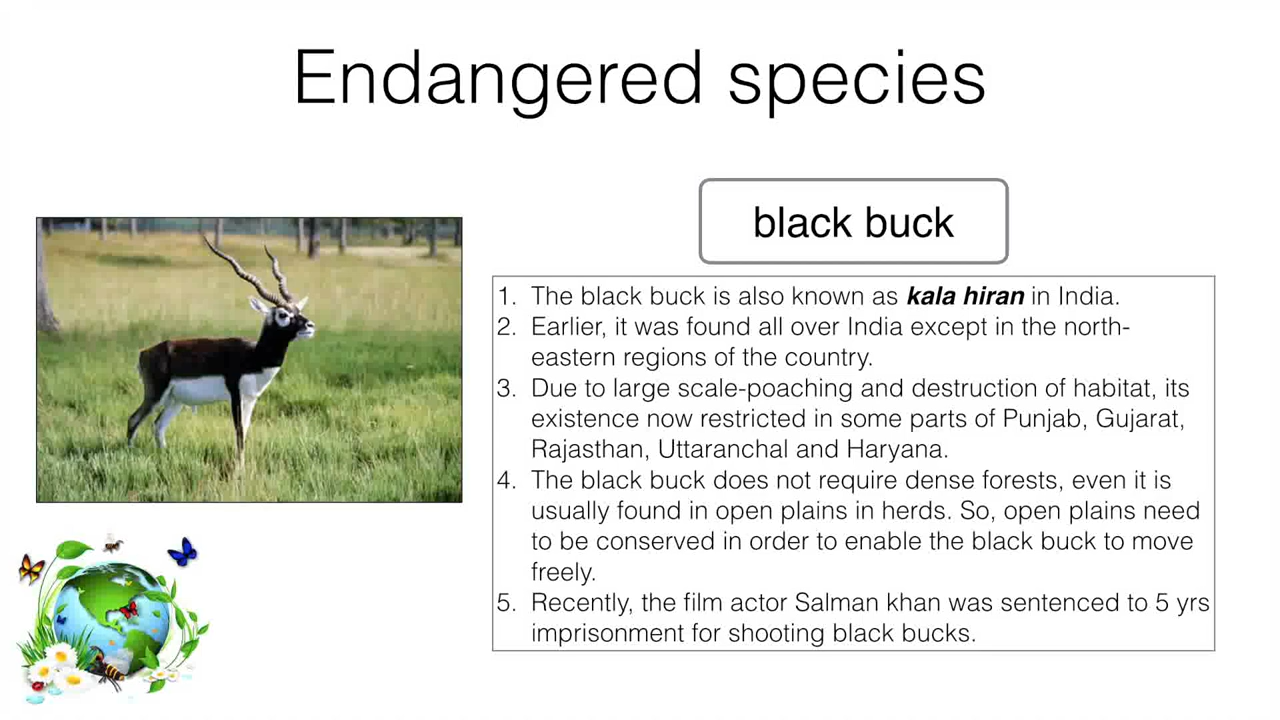 Endangered species
black buck
1. The black buck is also known as kala hiran in India.
2. Earlier, it was found all over India except in the north-
eastern regions of the country.
3. Due to large scale-poaching and destruction of habitat, its
existence now restricted in some parts of Punjab, Gujarat,
Rajasthan, Uttaranchal and Haryana.
4. The black buck does not require dense forests, even it is
usually found in open plains in herds. So, open plains need
to be conserved in order to enable the black buck to move
freely.
5. Recently, the film actor Salman khan was sentenced to 5 yrs
imprisonment for shooting black bucks.